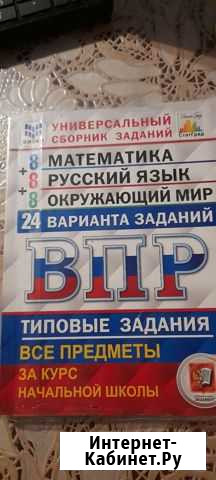 УНИВЕРСАЛЬНЫЙ
СБОРНИК ЗАДАНИЙ
СтатГрад
8 МАТЕМАТИКА
+
8 РУССКИЙ ЯЗЫК
+
8 ОКРУЖАЮЩИЙ МИР
24 ВАРИАНТА ЗАДАНИЙ
ВПР
ТИПОВЫЕ ЗАДАНИЯ
ВСЕ ПРЕДМЕТЫ
ЗА КУРС
НАЧАЛЬНОЙ ШКОЛЫ
Интернет-
Кабинет.Ру